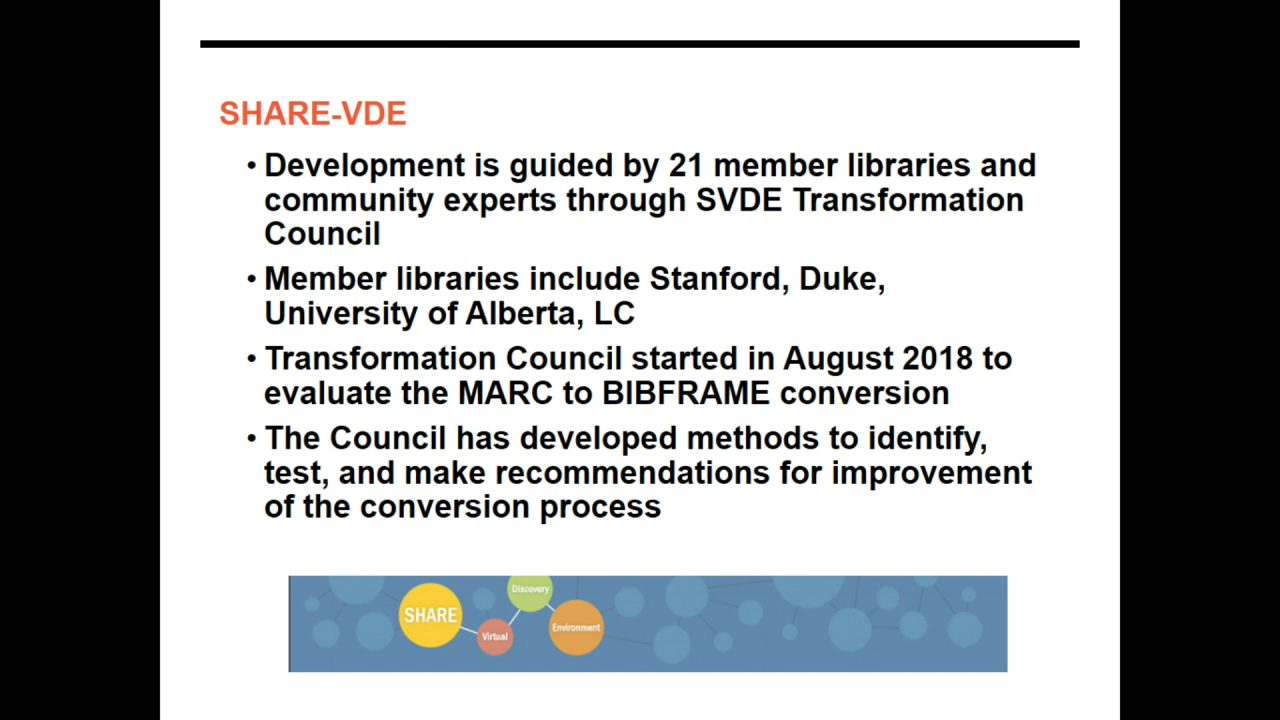 SHARE-VDE
• Development is guided by 21 member libraries and
community experts through SVDE Transformation
Council
• Member libraries include Stanford, Duke,
University of Alberta, LC
• Transformation Council started in August 2018 to
evaluate the MARC to BIBFRAME conversion
• The Council has developed methods to identify,
test, and make recommendations for improvement
of the conversion process
SHARE
Virtual
Discovery
Environment